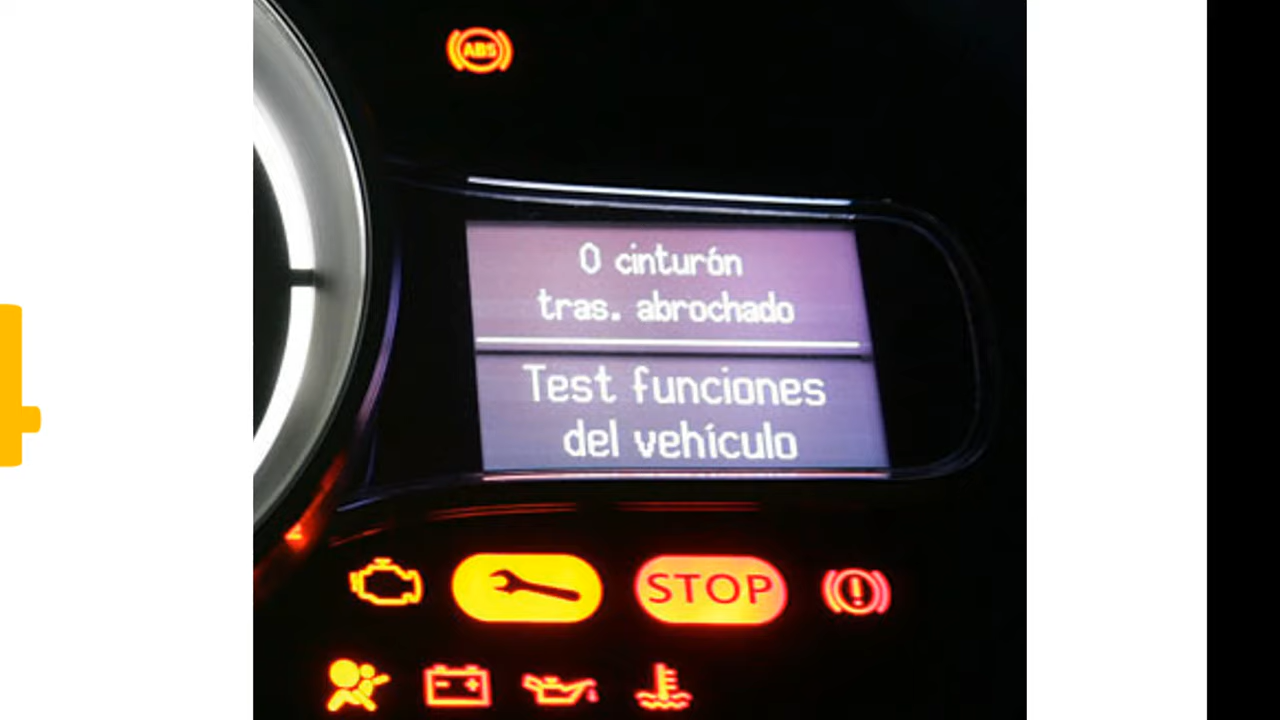 ABS
0 cinturón
tras. abrochado
Test funciones
del vehículo
STOP